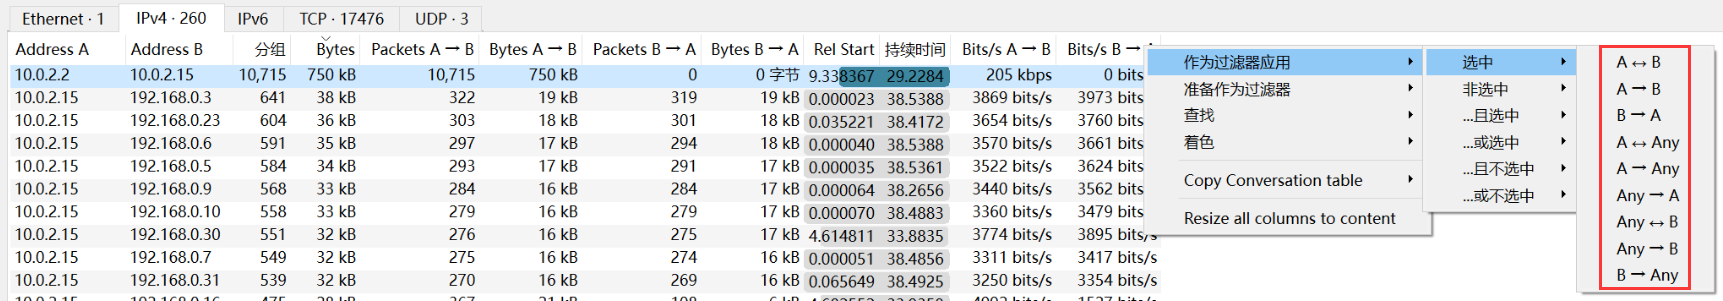 Ethernet · 1 IPv4 · 260 IPv6 TCP · 17476 UDP · 3
Address A Address B 分组 Bytes Packets A → B Bytes A → B Packets B → A Bytes B → A Rel Start 持续时间 Bits/s A → B Bits/s B →
10.0.2.2 10.0.2.15 10,715 750 kB 10,715 750 kB 0 0 字节 9.338367 29.2284 205 kbps 0 bits
10.0.2.15 192.168.0.3 641 38 kB 322 19 kB 319 19 kB 0.000023 38.5388 3869 bits/s 3973 bits/
10.0.2.15 192.168.0.23 604 36 kB 303 18 kB 301 18 kB 0.035221 38.4172 3654 bits/s 3760 bits/
10.0.2.15 192.168.0.6 591 35 kB 297 17 kB 294 18 kB 0.000040 38.5388 3570 bits/s 3661 bits/
10.0.2.15 192.168.0.5 584 34 kB 293 17 kB 291 17 kB 0.000035 38.5361 3522 bits/s 3624 bits/
10.0.2.15 192.168.0.9 568 33 kB 284 16 kB 284 17 kB 0.000064 38.2656 3440 bits/s 3562 bits/
10.0.2.15 192.168.0.10 558 33 kB 279 16 kB 279 17 kB 0.000070 38.4883 3360 bits/s 3479 bits/
10.0.2.15 192.168.0.30 551 32 kB 276 16 kB 275 17 kB 4.614811 33.8835 3774 bits/s 3895 bits/s
10.0.2.15 192.168.0.7 549 32 kB 275 16 kB 274 16 kB 0.000051 38.4856 3311 bits/s 3417 bits/s
10.0.2.15 192.168.0.31 539 32 kB 270 16 kB 269 16 kB 0.065649 38.4925 3250 bits/s 3354 bits/s
作为过滤器应用
准备作为过滤器
查找
着色
Copy Conversation table
Resize all columns to content
选中
非选中
...且选中
...或选中
...且不选中
...或不选中
A ↔ B
A → B
B → A
A ↔ Any
A → Any
Any → A
Any ↔ B
Any → B
B → Any